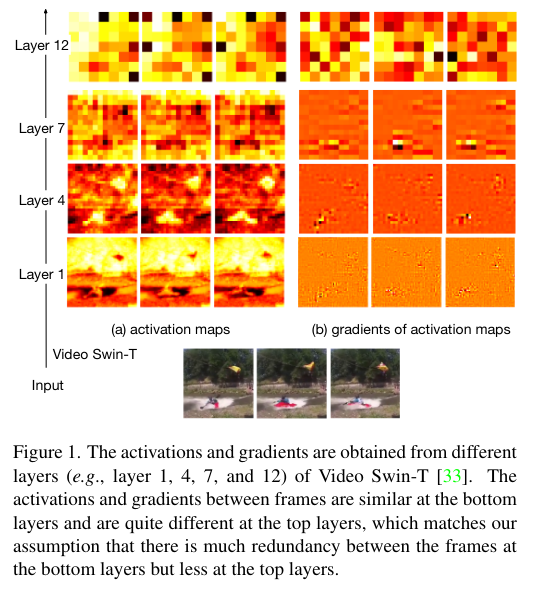 Layer 12
Layer 7
Layer 4
Layer 1
(a) activation maps
(b) gradients of activation maps
Video Swin-T
Input
Figure 1. The activations and gradients are obtained from different
layers (e.g., layer 1, 4, 7, and 12) of Video Swin-T [33]. The
activations and gradients between frames are similar at the bottom
layers and are quite different at the top layers, which matches our
assumption that there is much redundancy between the frames at
the bottom layers but less at the top layers.